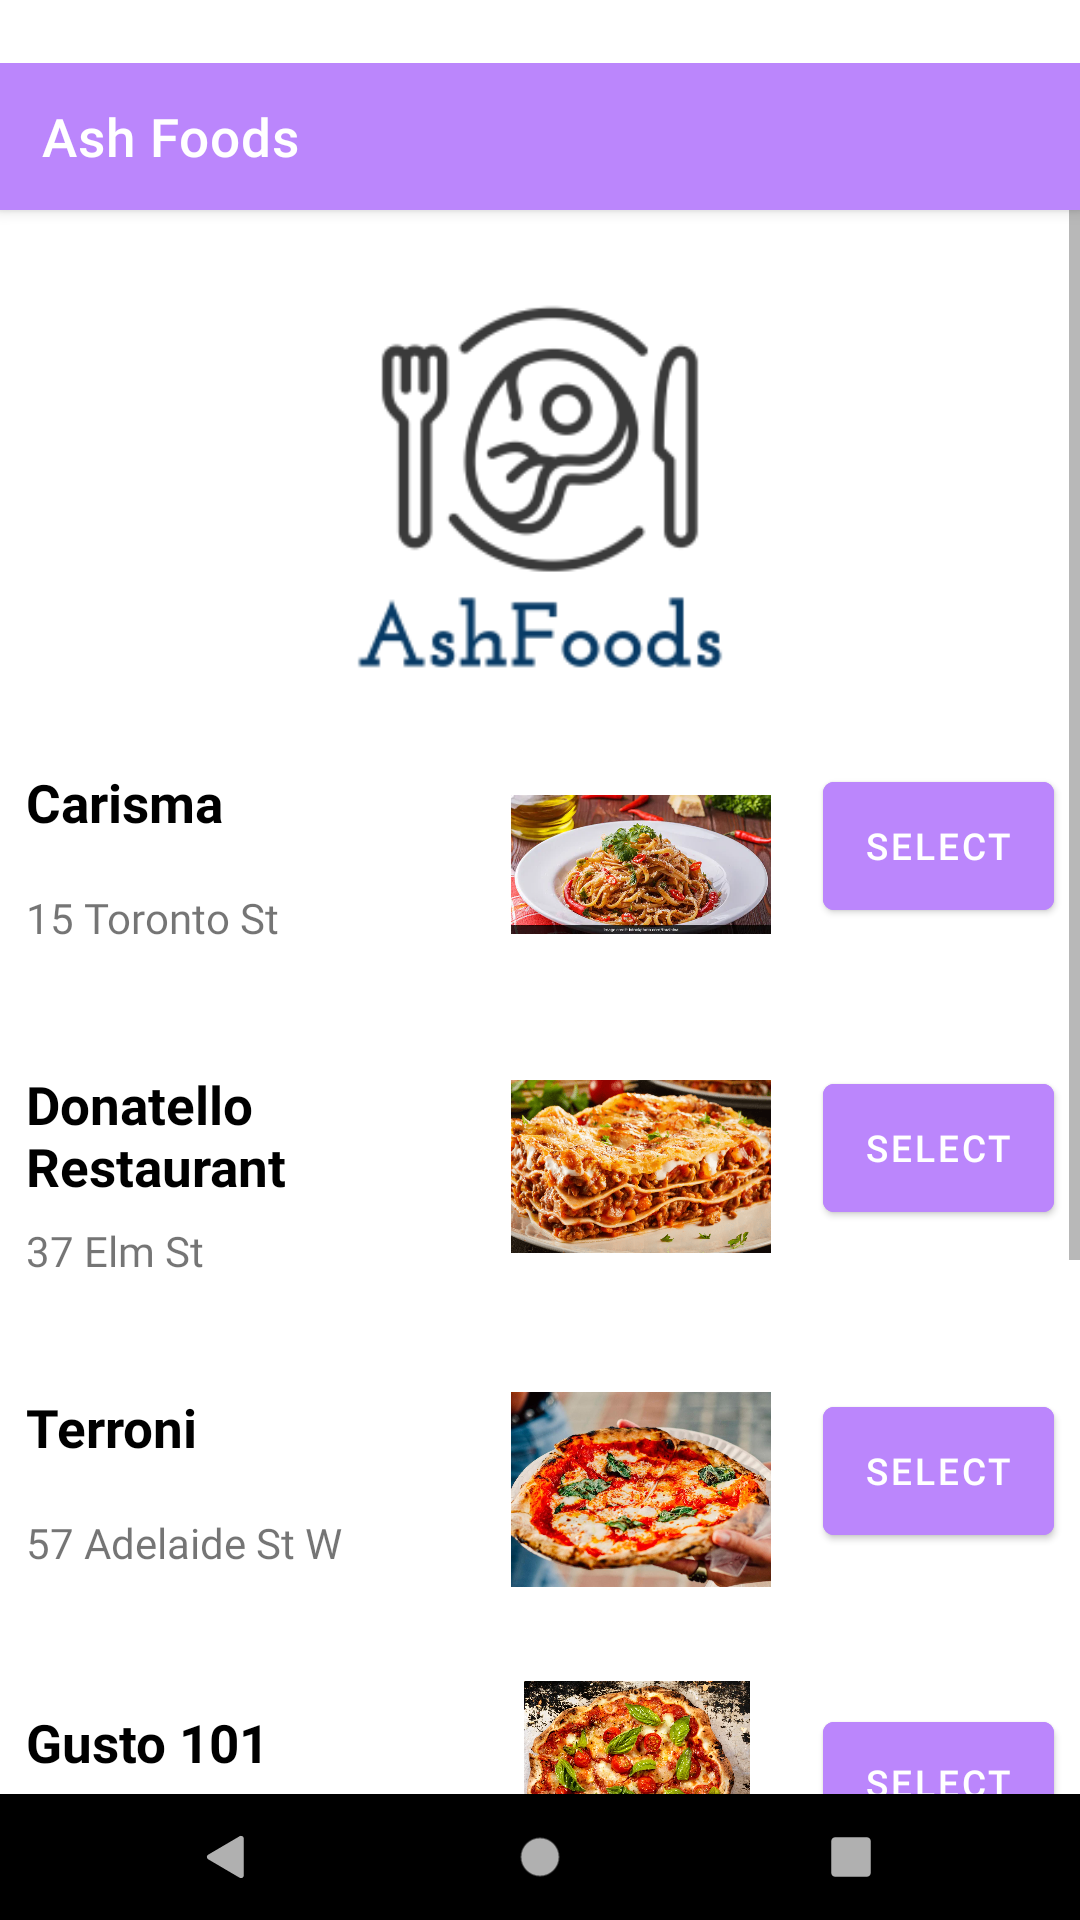 Ash Foods
AshFoods
Carisma
SELECT
15 Toronto St
Donatello
Restaurant
SELECT
37 Elm St
Terroni
SELECT
57 Adelaide St W
Gusto 101
SELECT